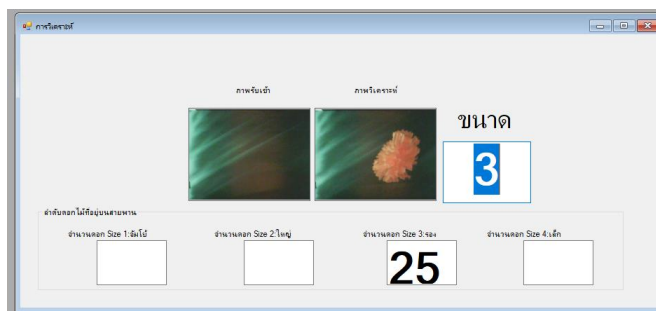 การวิเคราะห์
ภาพรับเข้า
ภาพวิเคราะห์
ขนาด
3
ลำดับดอกไม้ที่อยู่บนสายพาน
จำนวนดอก Size 1:จัมโบ้
จำนวนดอก Size 2:ใหญ่
จำนวนดอก Size 3:รอง
จำนวนดอก Size 4:เล็ก
25